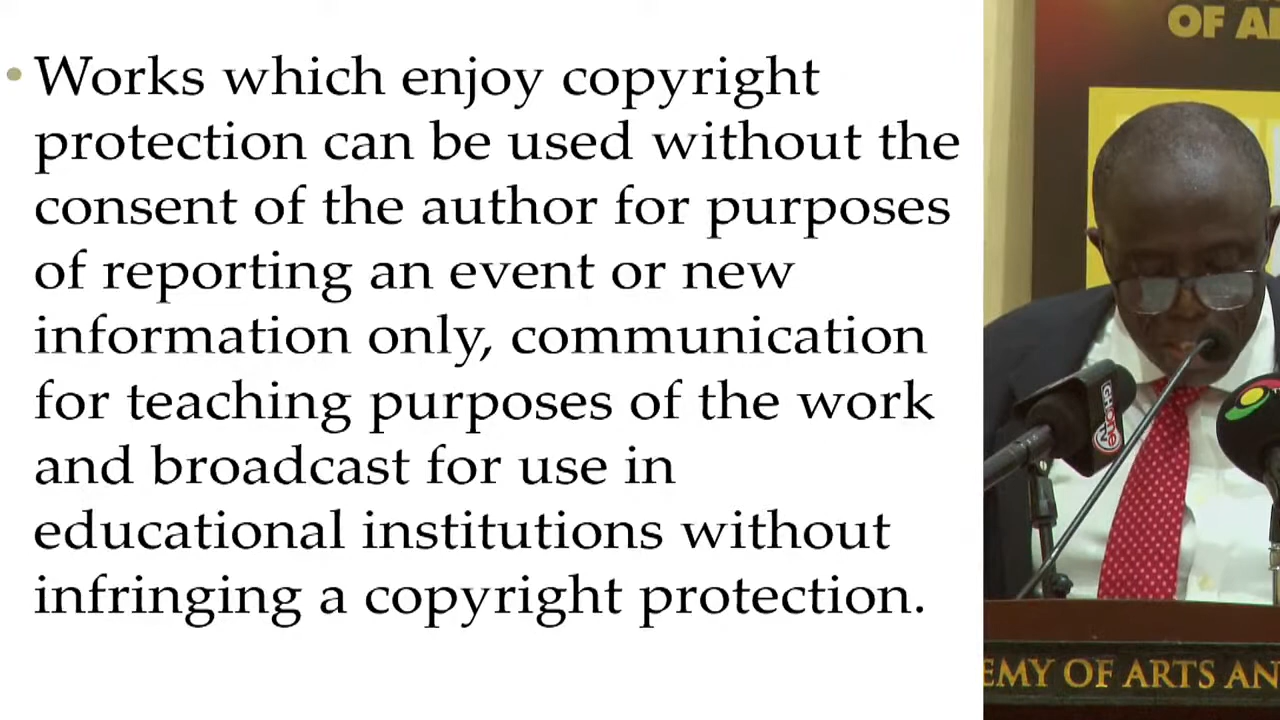 • Works which enjoy copyright
protection can be used without the
consent of the author for purposes
of reporting an event or new
information only, communication
for teaching purposes of the work
and broadcast for use in
educational institutions without
infringing a copyright protection.
OF
GHone
TV
EMY OF ARTS AN